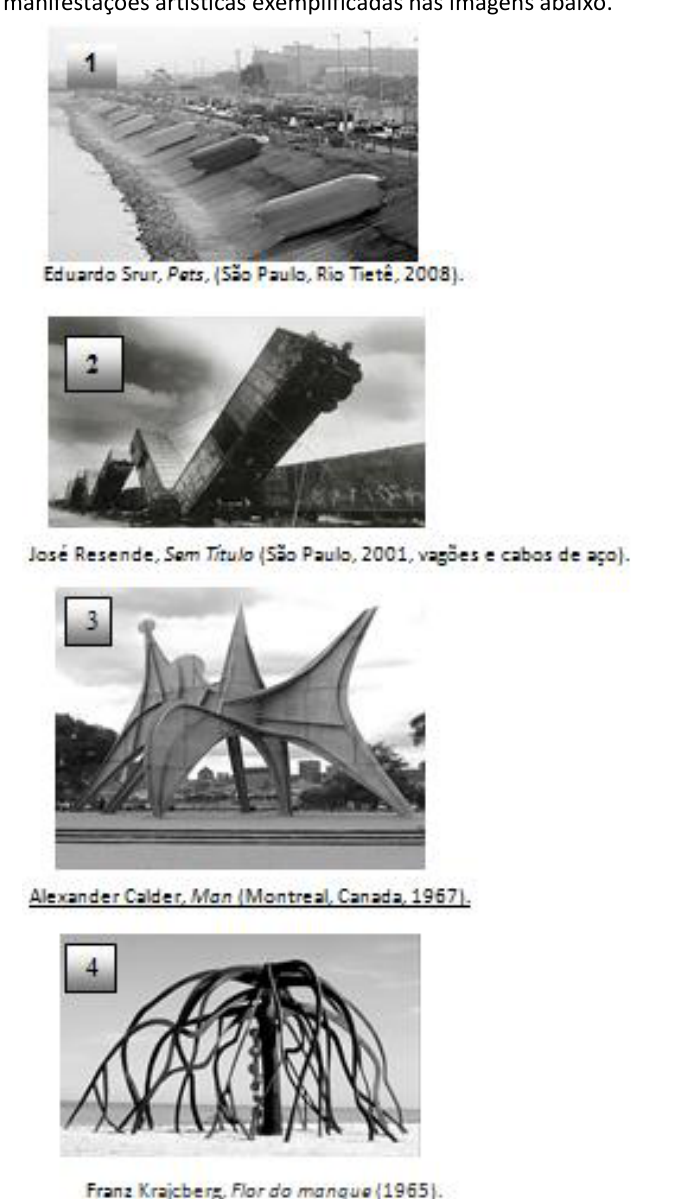 manifestações artísticas exemplificadas nas imagens abaixo.
1
Eduardo Srur, Pets, (São Paulo, Rio Tietê, 2008).
2
José Resende, Sem Título (São Paulo, 2001, vagões e cabos de aço).
3
Alexander Calder, Man (Montreal, Canada, 1967).
4
Franz Krajcberg, Flor do mangue (1965).